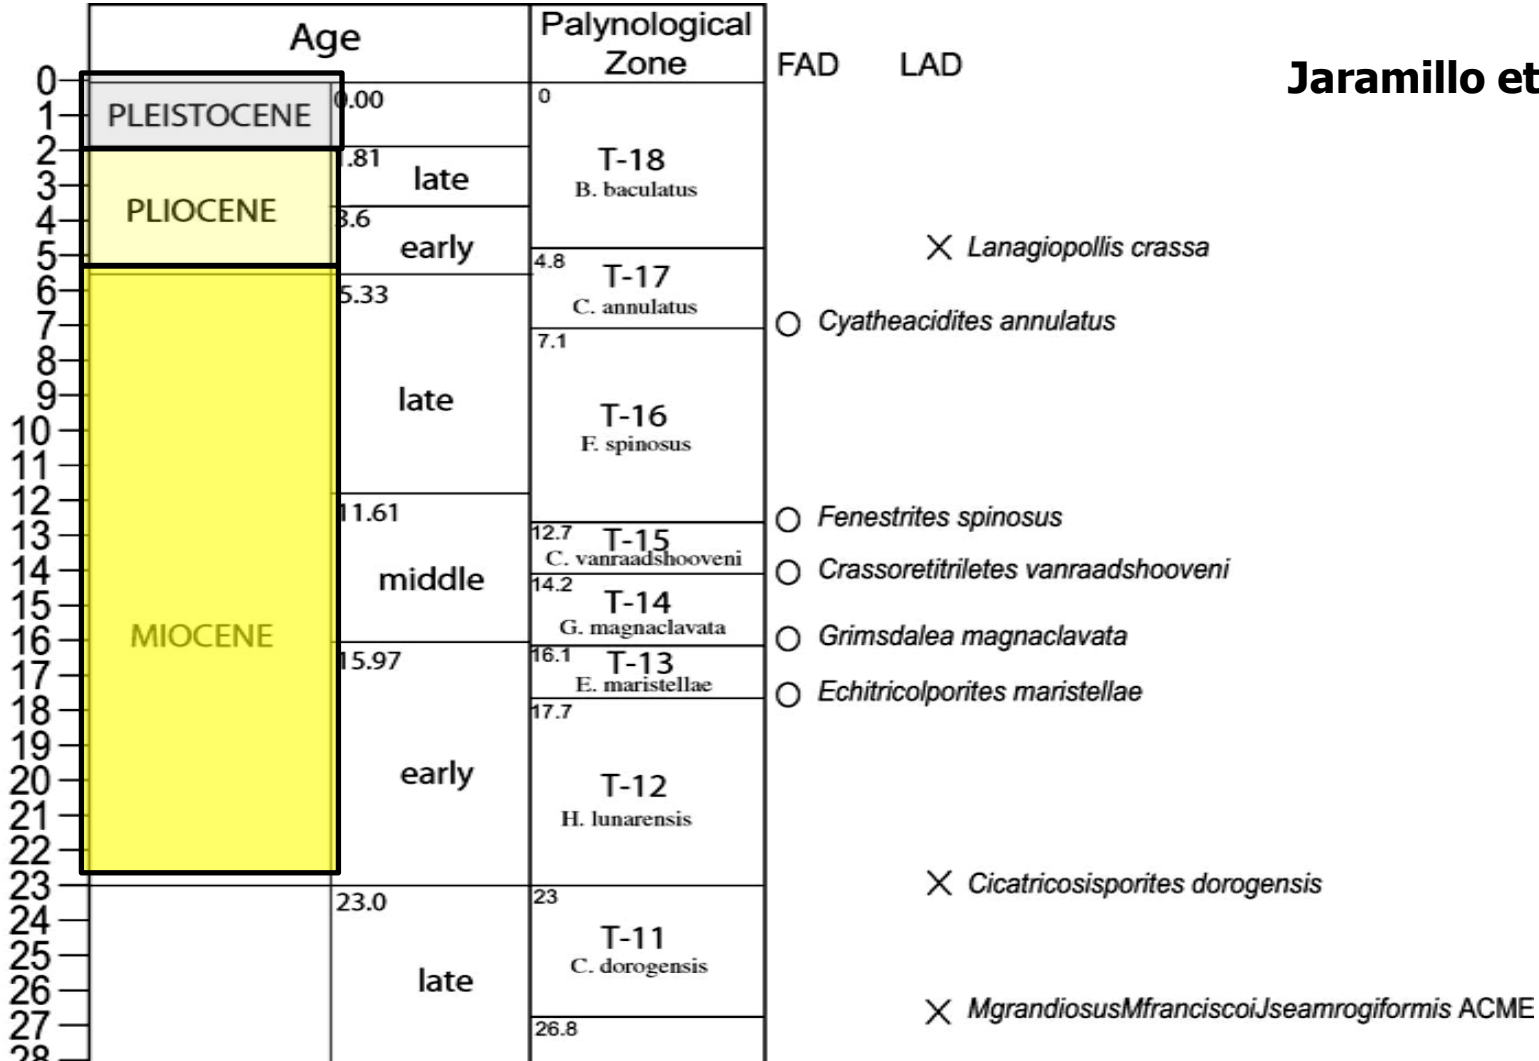 Age
Palynological
Zone
FAD LAD
Jaramillo et
0
1
2
3
4
5
6
7
8
9
10
11
12
13
14
15
16
17
18
19
20
21
22
23
24
25
26
27
28
PLEISTOCENE
PLIOCENE
MIOCENE
0.00
1.81
late
3.6
early
5.33
late
11.61
middle
15.97
early
23.0
late
0
T-18
B. baculatus
4.8
T-17
C. annulatus
7.1
T-16
F. spinosus
12.7
T-15
C. vanraadshooveni
14.2
T-14
G. magnaclavata
16.1
T-13
E. maristellae
17.7
T-12
H. lunarensis
23
T-11
C. dorogensis
26.8
Lanagiopollis crassa
Cyatheacidites annulatus
Fenestrites spinosus
Crassoretitriletes vanraadshooveni
Grimsdalea magnaclavata
Echitricolporites maristellae
Cicatricosisporites dorogensis
MgrandiosusMfranciscoiJseamrogiformis ACME